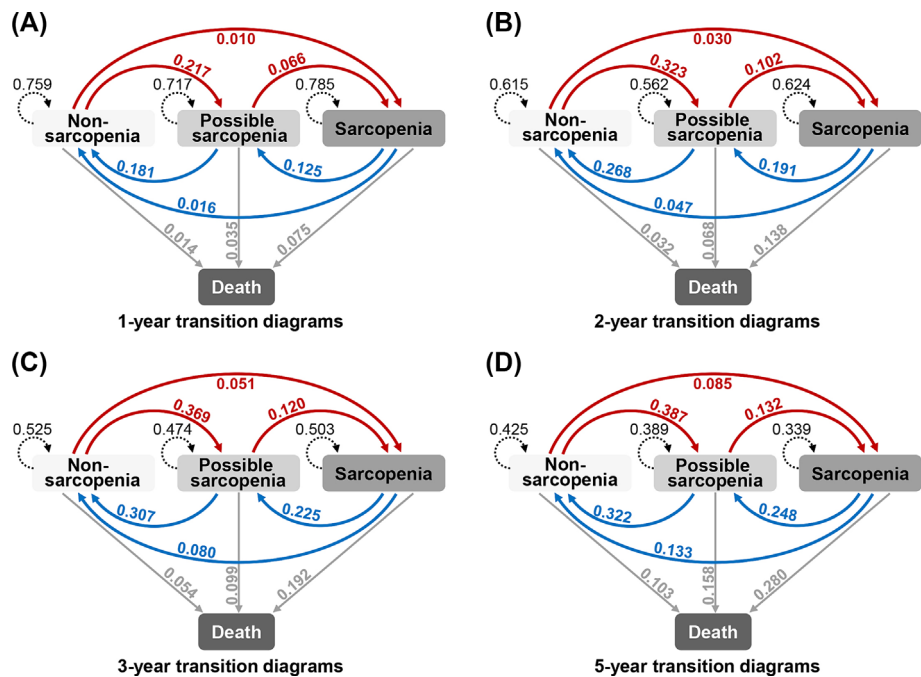 (A)
0.010
0.217
0.066
0.759
0.717
0.785
Non-
sarcopenia
Possible
sarcopenia
Sarcopenia
0.181
0.125
0.016
0.014
0.035
0.075
Death
1-year transition diagrams
(B)
0.030
0.323
0.102
0.615
0.562
0.624
Non-
sarcopenia
Possible
sarcopenia
Sarcopenia
0.268
0.191
0.047
0.032
0.068
0.138
Death
2-year transition diagrams
(C)
0.051
0.369
0.120
0.525
0.474
0.503
Non-
sarcopenia
Possible
sarcopenia
Sarcopenia
0.307
0.225
0.080
0.054
0.099
0.192
Death
3-year transition diagrams
(D)
0.085
0.387
0.132
0.425
0.389
0.339
Non-
sarcopenia
Possible
sarcopenia
Sarcopenia
0.322
0.248
0.133
0.103
0.158
0.280
Death
5-year transition diagrams